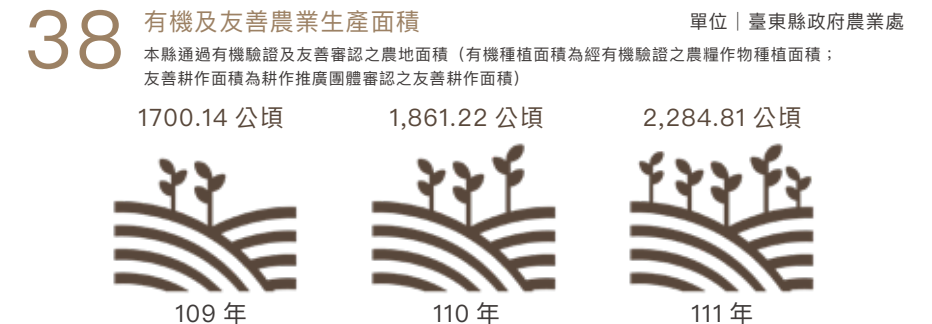 38
有機及友善農業生產面積
單位｜臺東縣政府農業處
本縣通過有機驗證及友善審認之農地面積（有機種植面積為經有機驗證之農糧作物種植面積；
友善耕作面積為耕作推廣團體審認之友善耕作面積）
1700.14 公頃
1,861.22 公頃
2,284.81 公頃
109 年
110 年
111 年